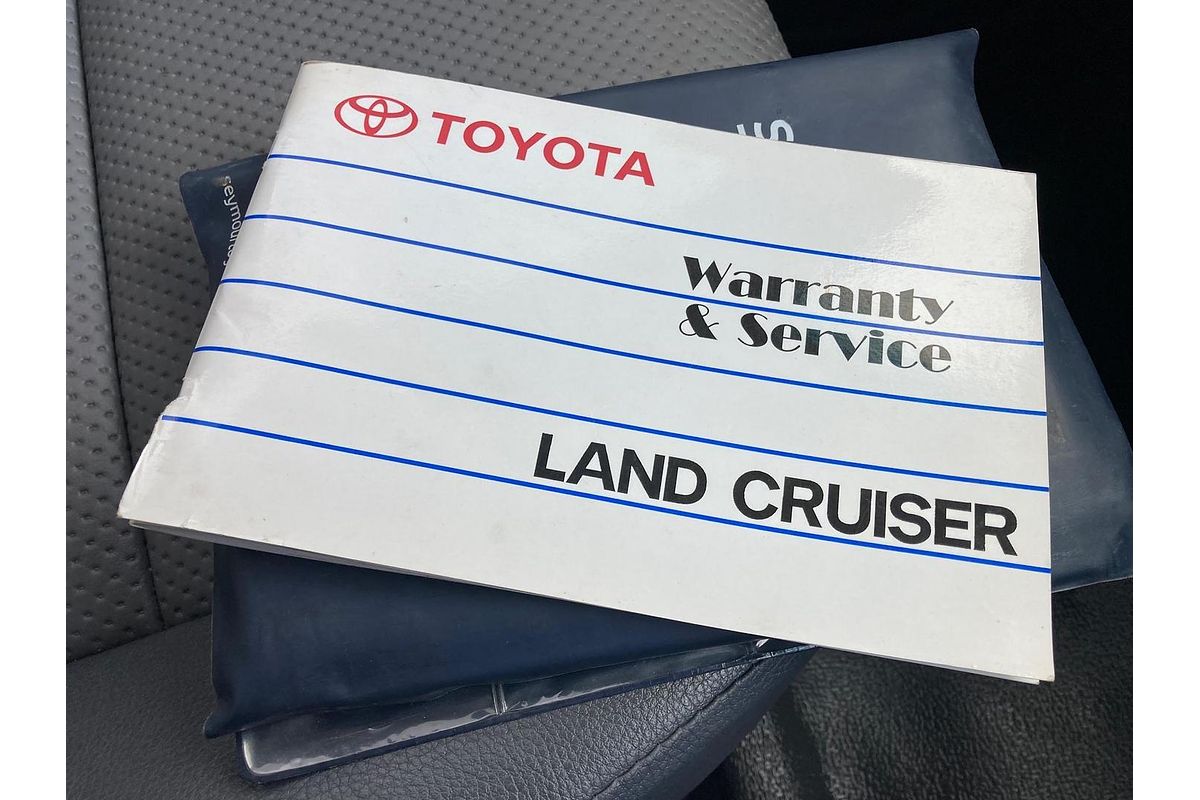 TOYOTA
Warranty
& Service
LAND CRUISER